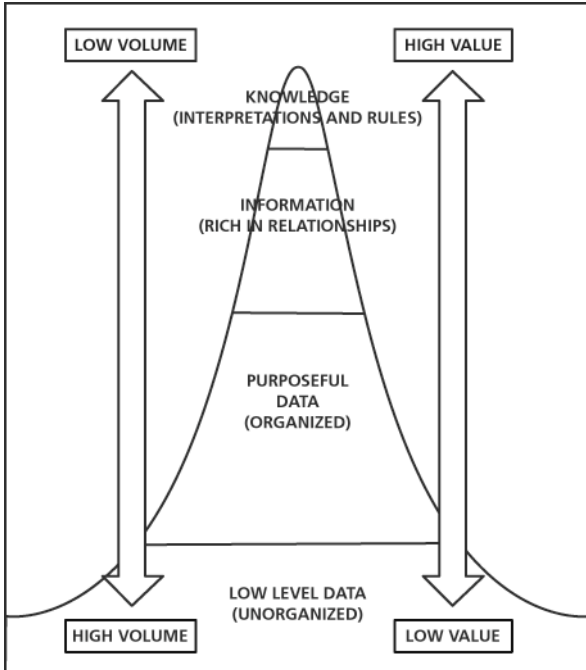 LOW VOLUME
HIGH VALUE
KNOWLEDGE
(INTERPRETATIONS AND RULES)
INFORMATION
(RICH IN RELATIONSHIPS)
PURPOSEFUL
DATA
(ORGANIZED)
LOW LEVEL DATA
(UNORGANIZED)
HIGH VOLUME
LOW VALUE